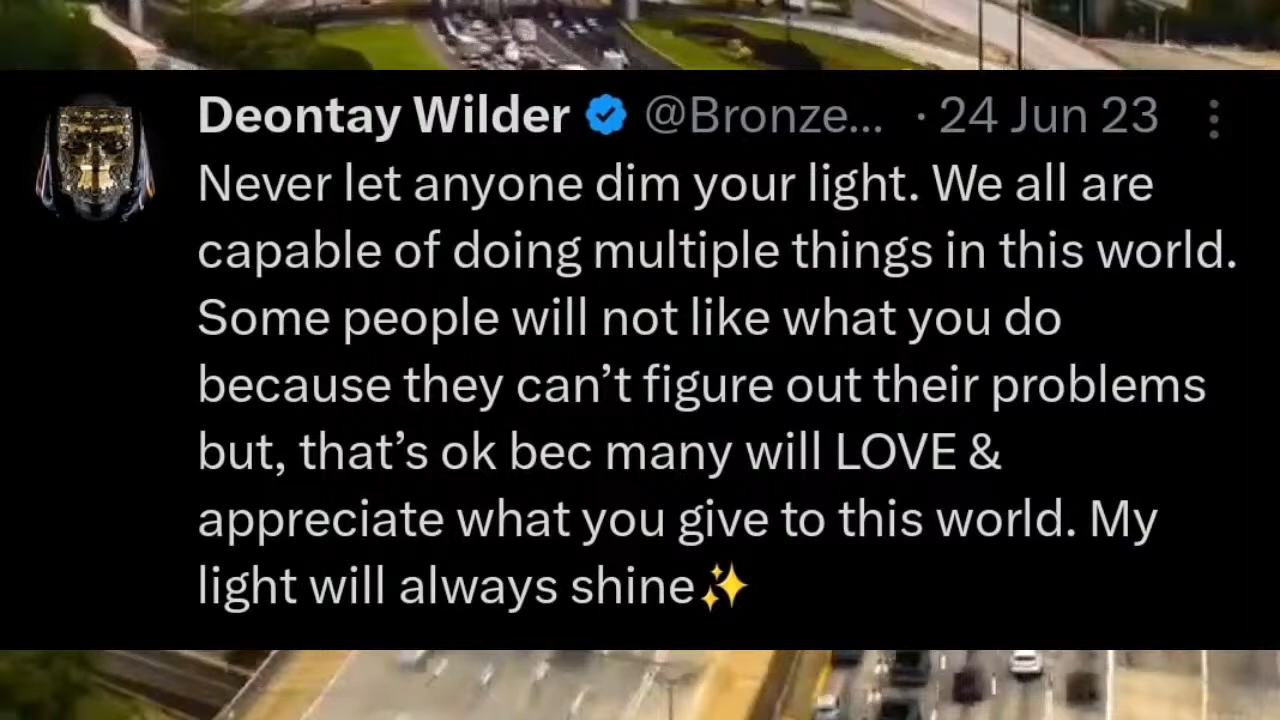 Deontay Wilder @Bronze... · 24 Jun 23
Never let anyone dim your light. We all are
capable of doing multiple things in this world.
Some people will not like what you do
because they can’t figure out their problems
but, that’s ok bec many will LOVE &
appreciate what you give to this world. My
light will always shine✨